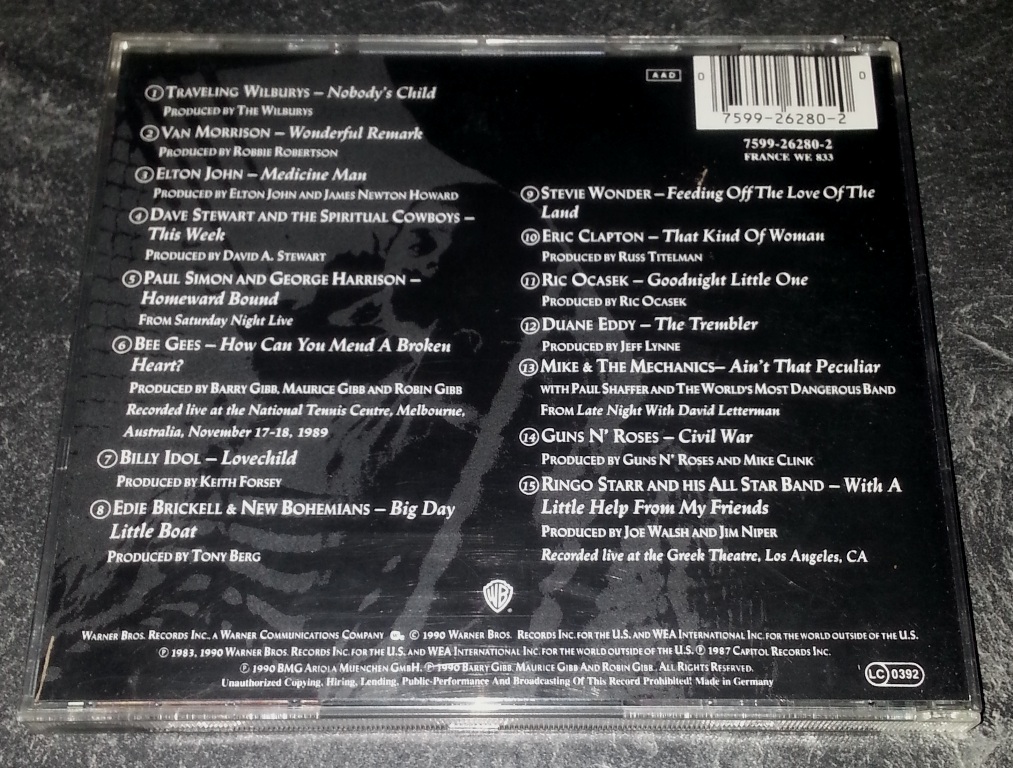 ① TRAVELING WILBURYS – Nobody's Child
PRODUCED BY THE WILBURYS
② VAN MORRISON – Wonderful Remark
PRODUCED BY ROBBIE ROBERTSON
③ ELTON JOHN – Medicine Man
PRODUCED BY ELTON JOHN AND JAMES NEWTON HOWARD
④ DAVE STEWART AND THE SPIRITUAL COWBOYS –
This Week
PRODUCED BY DAVID A. STEWART
⑤ PAUL SIMON AND GEORGE HARRISON –
Homeward Bound
FROM Saturday Night Live
⑥ BEE GEES – How Can You Mend A Broken
Heart?
PRODUCED BY BARRY GIBB, MAURICE GIBB AND ROBIN GIBB
Recorded live at the National Tennis Centre, Melbourne,
Australia, November 17-18, 1989
⑦ BILLY IDOL – Lovechild
PRODUCED BY KEITH FORSEY
⑧ EDIE BRICKELL & NEW BOHEMIANS – Big Day
Little Boat
PRODUCED BY TONY BERG
AAD
0 0
7599-26280-2
7599-26280-2
FRANCE WE 833
⑨ STEVIE WONDER – Feeding Off The Love Of The
Land
⑩ ERIC CLAPTON – That Kind Of Woman
PRODUCED BY RUSS TITELMAN
⑪ RIC OCASEK – Goodnight Little One
PRODUCED BY RIC OCASEK
⑫ DUANE EDDY – The Trembler
PRODUCED BY JEFF LYNNE
⑬ MIKE & THE MECHANICS– Ain't That Peculiar
WITH PAUL SHAFFER AND THE WORLD'S MOST DANGEROUS BAND
FROM Late Night With David Letterman
⑭ GUNS N' ROSES – Civil War
PRODUCED BY GUNS N' ROSES AND MIKE CLINK
⑮ RINGO STARR AND HIS ALL STAR BAND – With A
Little Help From My Friends
PRODUCED BY JOE WALSH AND JIM NIPER
Recorded live at the Greek Theatre, Los Angeles, CA
WB
WARNER BROS. RECORDS INC. A WARNER COMMUNICATIONS COMPANY © 1990 WARNER BROS. RECORDS INC. FOR THE U.S. AND WEA INTERNATIONAL INC. FOR THE WORLD OUTSIDE OF THE U.S.
℗ 1983, 1990 WARNER BROS. RECORDS INC. FOR THE U.S. AND WEA INTERNATIONAL INC. FOR THE WORLD OUTSIDE OF THE U.S. ℗ 1987 CAPITOL RECORDS INC.
℗ 1990 BMG ARIOLA MUENCHEN GMBH. ℗ 1990 BARRY GIBB, MAURICE GIBB AND ROBIN GIBB. ALL RIGHTS RESERVED.
Unauthorized Copying, Hiring, Lending, Public-Performance And Broadcasting Of This Record Prohibited! Made in Germany
LC 0392